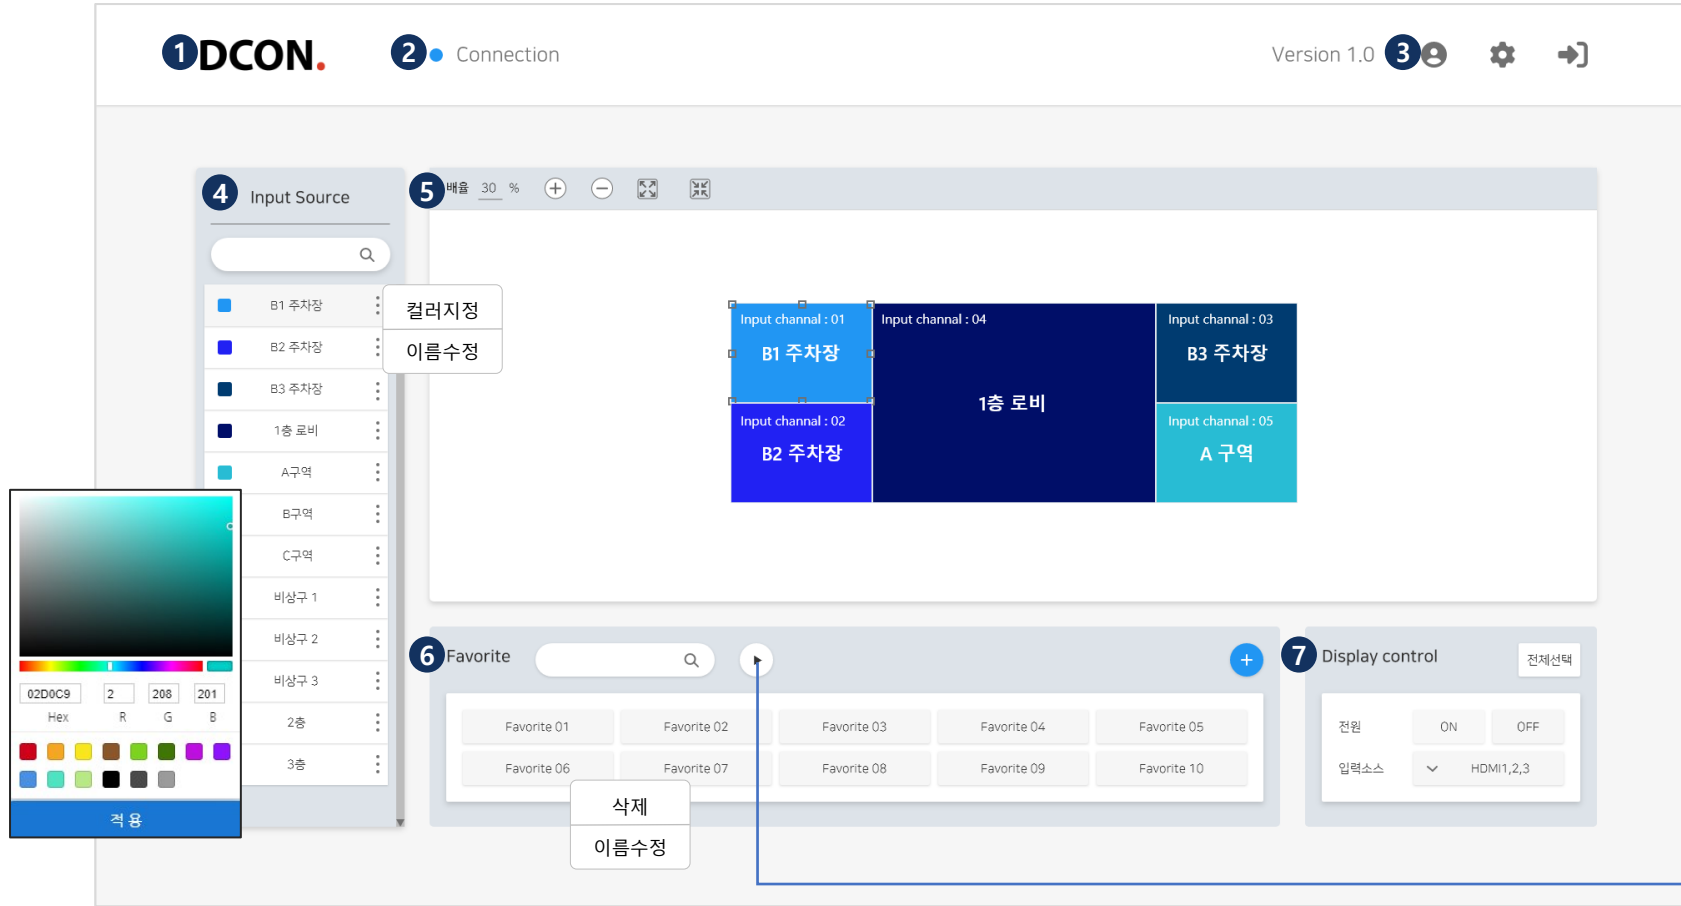 1 DCON.
2 Connection
Version 1.0 3
4 Input Source
5 배율 30 %
B1 주차장
B2 주차장
B3 주차장
1층 로비
A구역
B구역
C구역
비상구 1
비상구 2
비상구 3
2층
3층
컬러지정
이름수정
Input channal : 01
B1 주차장
Input channal : 04
1층 로비
Input channal : 03
B3 주차장
Input channal : 02
B2 주차장
Input channal : 05
A 구역
02D0C9 2 208 201
Hex R G B
적 용
6 Favorite
Favorite 01 Favorite 02 Favorite 03 Favorite 04 Favorite 05
Favorite 06 Favorite 07 Favorite 08 Favorite 09 Favorite 10
삭제
이름수정
7 Display control 전체선택
전원 ON OFF
입력소스 HDMI1,2,3